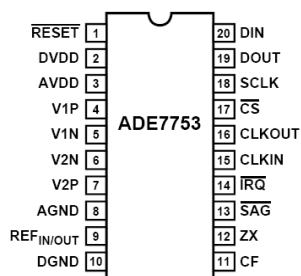 RESET 1 20 DIN
DVDD 2 19 DOUT
AVDD 3 18 SCLK
V1P 4 17 CS
ADE7753
V1N 5 16 CLKOUT
V2N 6 15 CLKIN
V2P 7 14 IRQ
AGND 8 13 SAG
REFIN/OUT 9 12 ZX
DGND 10 11 CF